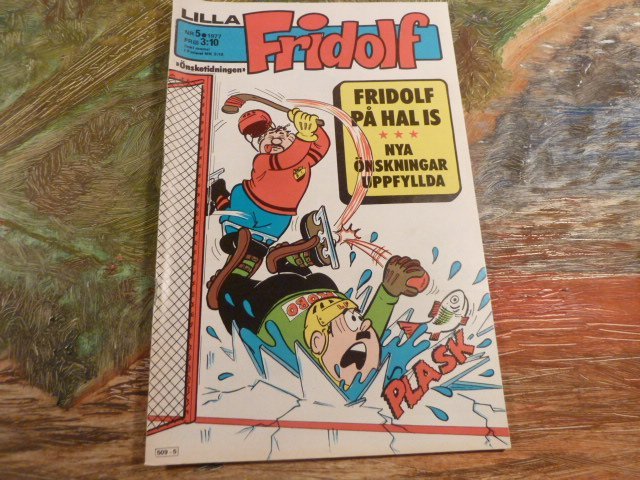 LILLA
Fridolf
NR 5 • 1977
PRIS 3:10
»Önsketidningen»
FRIDOLF
PÅ HAL IS
NYA
ÖNSKNINGAR
UPPFYLLDA
PLASK
509 - 5